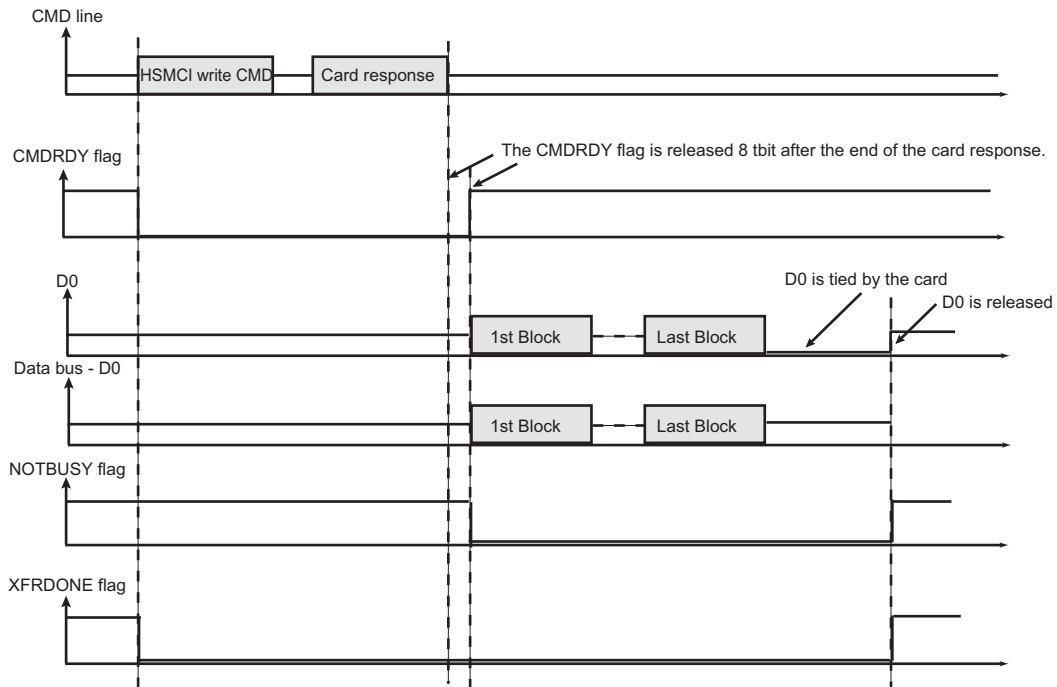 CMD line
HSMCI write CMD
Card response
The CMDRDY flag is released 8 tbit after the end of the card response.
CMDRDY flag
D0
D0 is tied by the card
D0 is released
1st Block
Last Block
Data bus - D0
1st Block
Last Block
NOTBUSY flag
XFRDONE flag